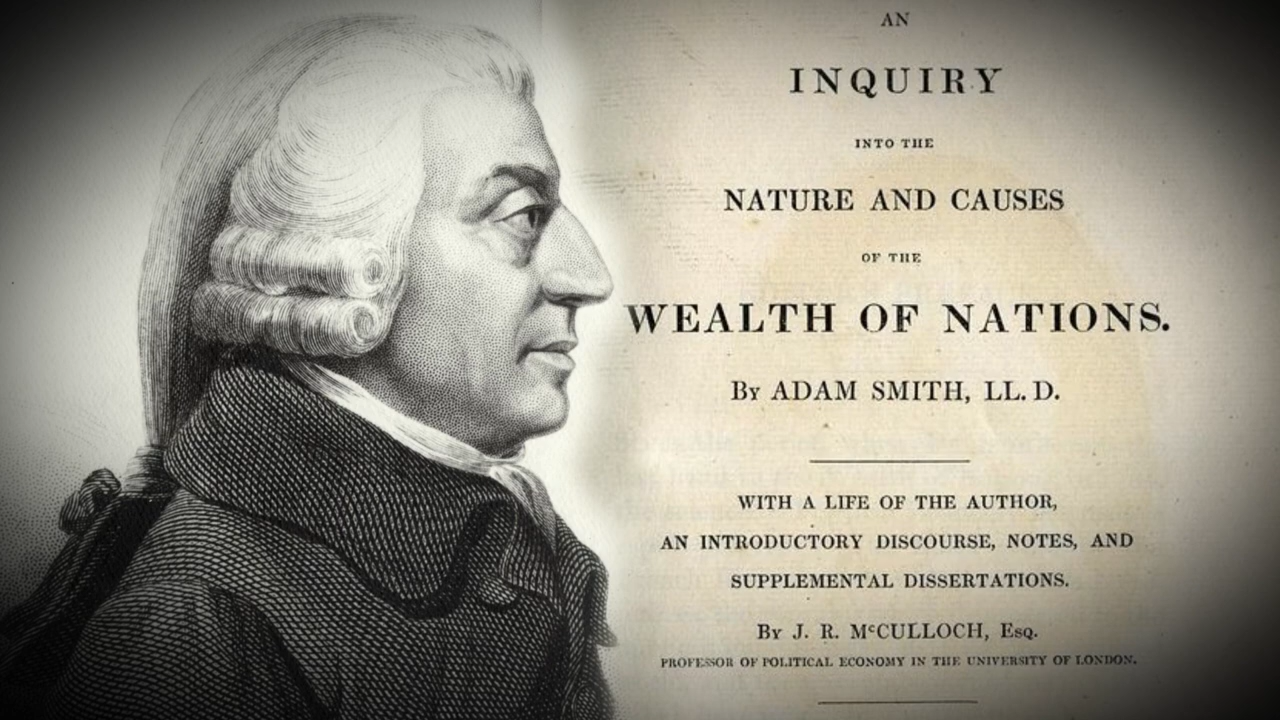 AN
INQUIRY
INTO THE
NATURE AND CAUSES
OF THE
WEALTH OF NATIONS.
By ADAM SMITH, LL. D.
WITH A LIFE OF THE AUTHOR,
AN INTRODUCTORY DISCOURSE, NOTES, AND
SUPPLEMENTAL DISSERTATIONS.
By J. R. McCULLOCH, Esq.
PROFESSOR OF POLITICAL ECONOMY IN THE UNIVERSITY OF LONDON.